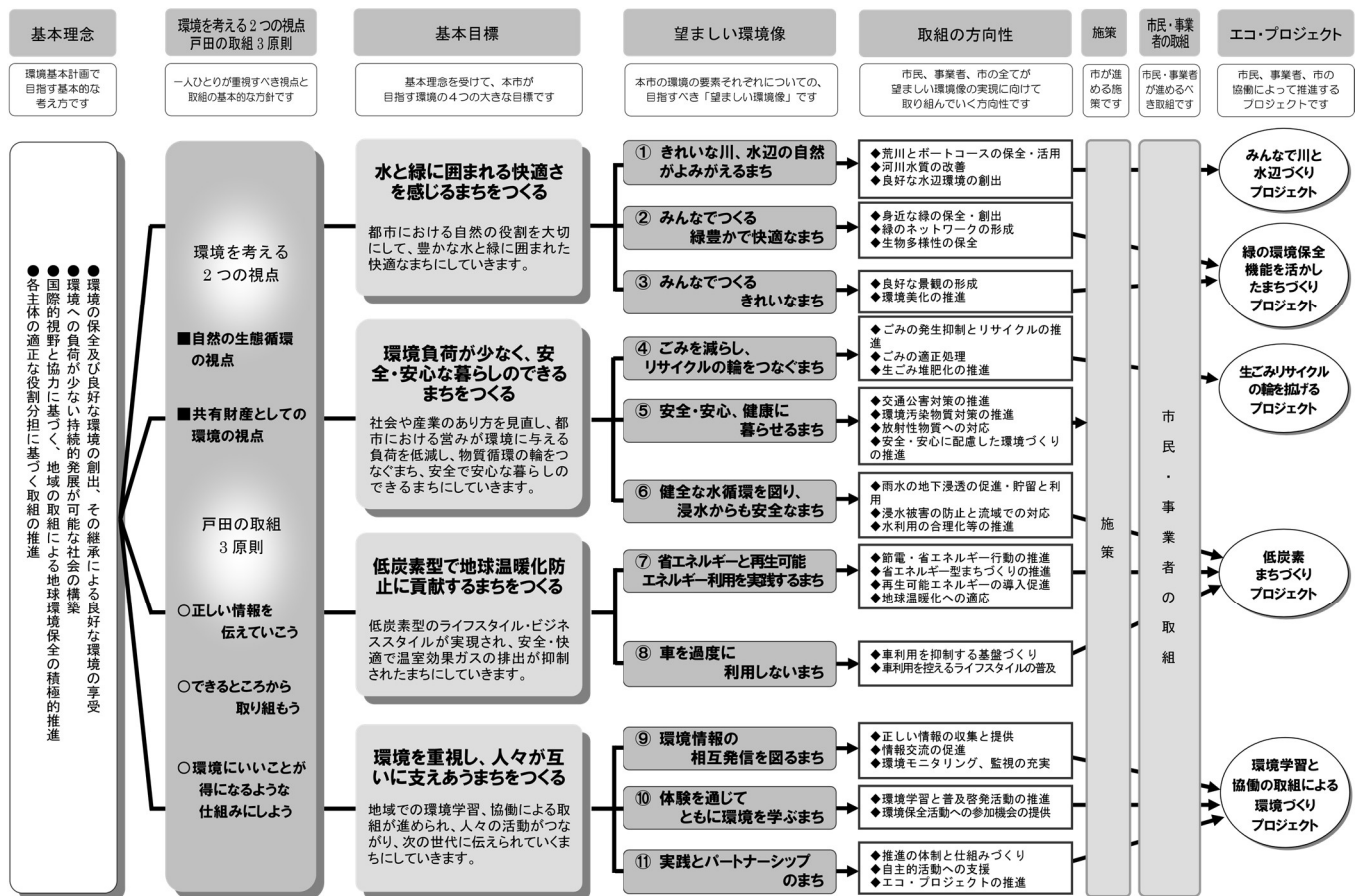 基本理念
環境基本計画で
目指す基本的な
考え方です
●環境の保全及び良好な環境の創出、その継承による良好な環境の享受
●環境への負荷が少ない持続的発展が可能な社会の構築
●国際的視野と協力に基づく、地域の取組による地球環境保全の積極的推進
●各主体の適正な役割分担に基づく取組の推進
環境を考える2つの視点
戸田の取組3原則
一人ひとりが重視すべき視点と
取組の基本的な方針です
環境を考える
2つの視点
■自然の生態循環
の視点
■共有財産としての
環境の視点
戸田の取組
3原則
○正しい情報を
伝えていこう
○できるところから
取り組もう
○環境にいいことが
得になるような
仕組みにしよう
基本目標
基本理念を受けて、本市が
目指す環境の4つの大きな目標です
水と緑に囲まれる快適さ
を感じるまちをつくる
都市における自然の役割を大切
にして、豊かな水と緑に囲まれた
快適なまちにしていきます。
環境負荷が少なく、安
全・安心な暮らしのできる
まちをつくる
社会や産業のあり方を見直し、都
市における営みが環境に与える
負荷を低減し、物質循環の輪をつ
なぐまち、安全で安心な暮らしの
できるまちにしていきます。
低炭素型で地球温暖化防
止に貢献するまちをつくる
低炭素型のライフスタイル・ビジネ
ススタイルが実現され、安全・快
適で温室効果ガスの排出が抑制
されたまちにしていきます。
環境を重視し、人々が互
いに支えあうまちをつくる
地域での環境学習、協働による取
組が進められ、人々の活動がつな
がり、次の世代に伝えられていくま
ちにしていきます。
望ましい環境像
本市の環境の要素それぞれについての、
目指すべき「望ましい環境像」です
① きれいな川、水辺の自然
がよみがえるまち
② みんなでつくる
緑豊かで快適なまち
③ みんなでつくる
きれいなまち
④ ごみを減らし、
リサイクルの輪をつなぐまち
⑤ 安全・安心、健康に
暮らせるまち
⑥ 健全な水循環を図り、
浸水からも安全なまち
⑦ 省エネルギーと再生可能
エネルギー利用を実践するまち
⑧ 車を過度に
利用しないまち
⑨ 環境情報の
相互発信を図るまち
⑩ 体験を通じて
ともに環境を学ぶまち
⑪ 実践とパートナーシップ
のまち
取組の方向性
市民、事業者、市の全てが
望ましい環境像の実現に向けて
取り組んでいく方向性です
◆荒川とボートコースの保全・活用
◆河川水質の改善
◆良好な水辺環境の創出
◆身近な緑の保全・創出
◆緑のネットワークの形成
◆生物多様性の保全
◆良好な景観の形成
◆環境美化の推進
◆ごみの発生抑制とリサイクルの推
進
◆ごみの適正処理
◆生ごみ堆肥化の推進
◆交通公害対策の推進
◆環境汚染物質対策の推進
◆放射性物質への対応
◆安全・安心に配慮した環境づくり
の推進
◆雨水の地下浸透の促進・貯留と利
用
◆浸水被害の防止と流域での対応
◆水利用の合理化等の推進
◆節電・省エネルギー行動の推進
◆省エネルギー型まちづくりの推進
◆再生可能エネルギーの導入促進
◆地球温暖化への適応
◆車利用を抑制する基盤づくり
◆車利用を控えるライフスタイルの普及
◆正しい情報の収集と提供
◆情報交流の促進
◆環境モニタリング、監視の充実
◆環境学習と普及啓発活動の推進
◆環境保全活動への参加機会の提供
◆推進の体制と仕組みづくり
◆自主的活動への支援
◆エコ・プロジェクトの推進
施策
市が進
める施
策です
施策
市民・事業
者の取組
市民・事業者
が進めるべ
き取組です
市民・事業者の取組
エコ・プロジェクト
市民、事業者、市の
協働によって推進する
プロジェクトです
みんなで川と
水辺づくり
プロジェクト
緑の環境保全
機能を活かし
たまちづくり
プロジェクト
生ごみリサイクル
の輪を拡げる
プロジェクト
低炭素
まちづくり
プロジェクト
環境学習と
協働の取組による
環境づくり
プロジェクト